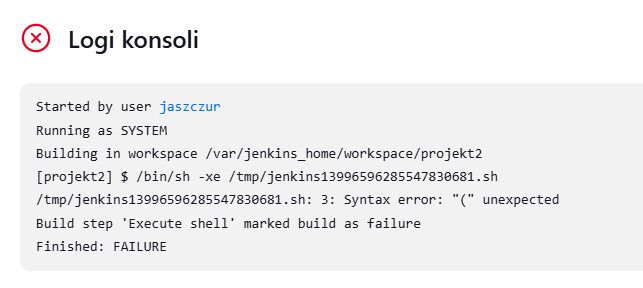 Logi konsoli
Started by user jaszczur
Running as SYSTEM
Building in workspace /var/jenkins_home/workspace/projekt2
[projekt2] $ /bin/sh -xe /tmp/jenkins13996596285547830681.sh
/tmp/jenkins13996596285547830681.sh: 3: Syntax error: "(" unexpected
Build step 'Execute shell' marked build as failure
Finished: FAILURE